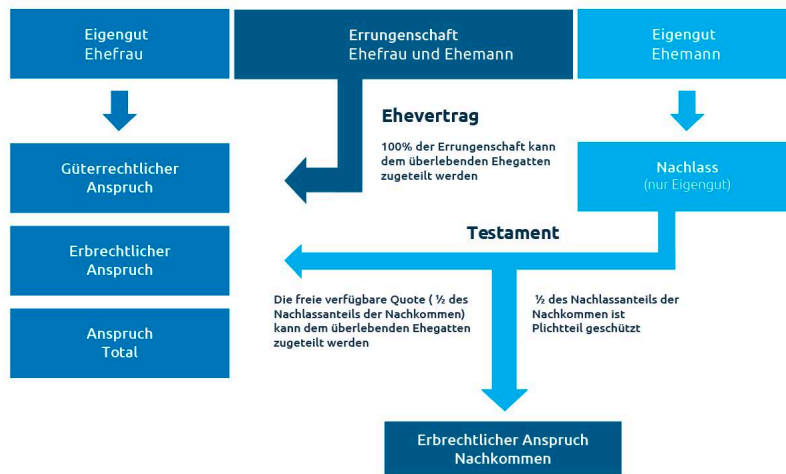 Eigengut
Ehefrau
Errungenschaft
Ehefrau und Ehemann
Eigengut
Ehemann
Ehevertrag
100% der Errungenschaft kann
dem überlebenden Ehegatten
zugeteilt werden
Güterrechtlicher
Anspruch
Nachlass
(nur Eigengut)
Testament
Erbrechtlicher
Anspruch
Die freie verfügbare Quote ( ½ des
Nachlassanteils der Nachkommen)
kann dem überlebenden Ehegatten
zugeteilt werden
½ des Nachlassanteils der
Nachkommen ist
Plichtteil geschützt
Anspruch
Total
Erbrechtlicher Anspruch
Nachkommen